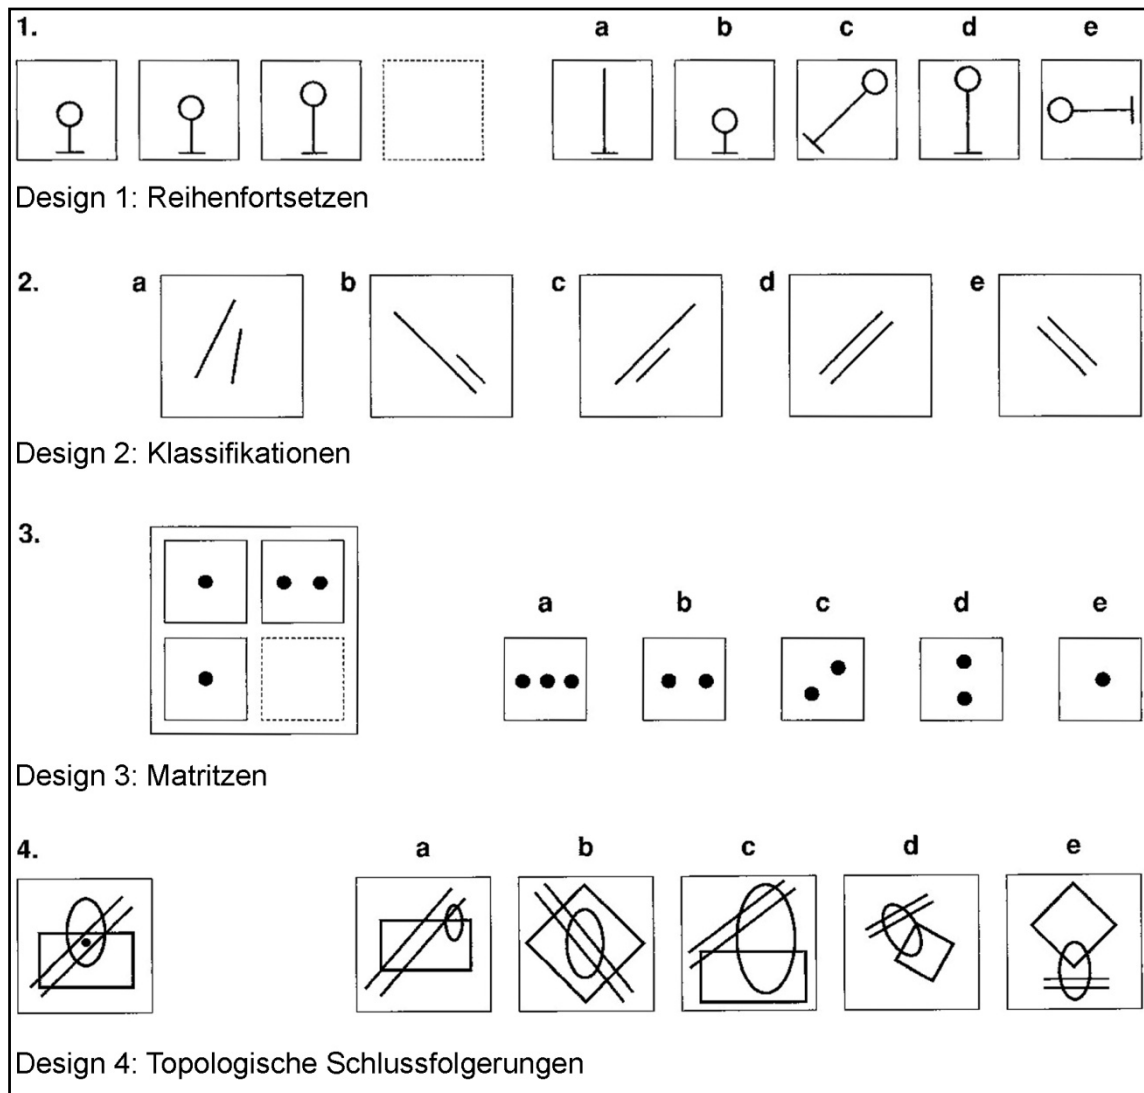 1. a b c d e
Design 1: Reihenfortsetzen
2. a b c d e
Design 2: Klassifikationen
3.
a b c d e
Design 3: Matritzen
4. a b c d e
Design 4: Topologische Schlussfolgerungen